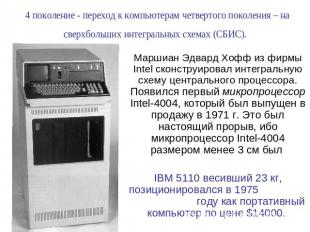 4 поколение - переход к компьютерам четвертого поколения – на
сверхбольших интегральных схемах (СБИС).
Маршиан Эдвард Хофф из фирмы
Intel сконструировал интегральную
схему центрального процессора.
Появился первый микропроцессор
Intel-4004, который был выпущен в
продажу в 1971 г. Это был
настоящий прорыв, ибо
микропроцессор Intel-4004
размером менее 3 см был
IBM 5110 весивший 23 кг,
позиционировался в 1975
году как портативный
компьютер по цене $14000.